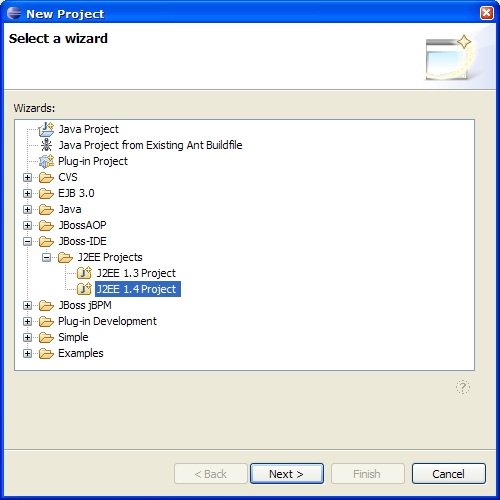 New Project
Select a wizard
Wizards:
Java Project
Java Project from Existing Ant Buildfile
Plug-in Project
CVS
EJB 3.0
Java
JBossAOP
JBoss-IDE
J2EE Projects
J2EE 1.3 Project
J2EE 1.4 Project
JBoss jBPM
Plug-in Development
Simple
Examples
?
< Back Next > Finish Cancel